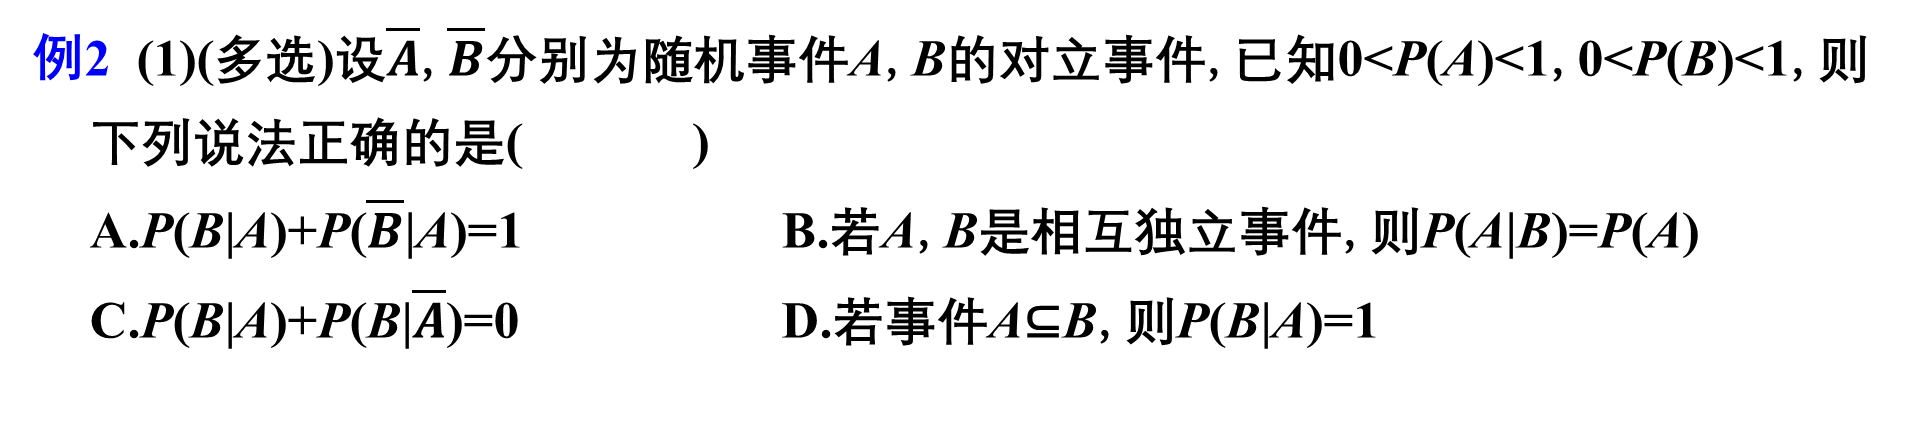 例2 (1)(多选)设A̅, B̅分别为随机事件A, B的对立事件, 已知0<P(A)<1, 0<P(B)<1, 则
下列说法正确的是( )
A.P(B|A)+P(B̅|A)=1 B.若A, B是相互独立事件, 则P(A|B)=P(A)
C.P(B|A)+P(B|A̅)=0 D.若事件A⊆B, 则P(B|A)=1